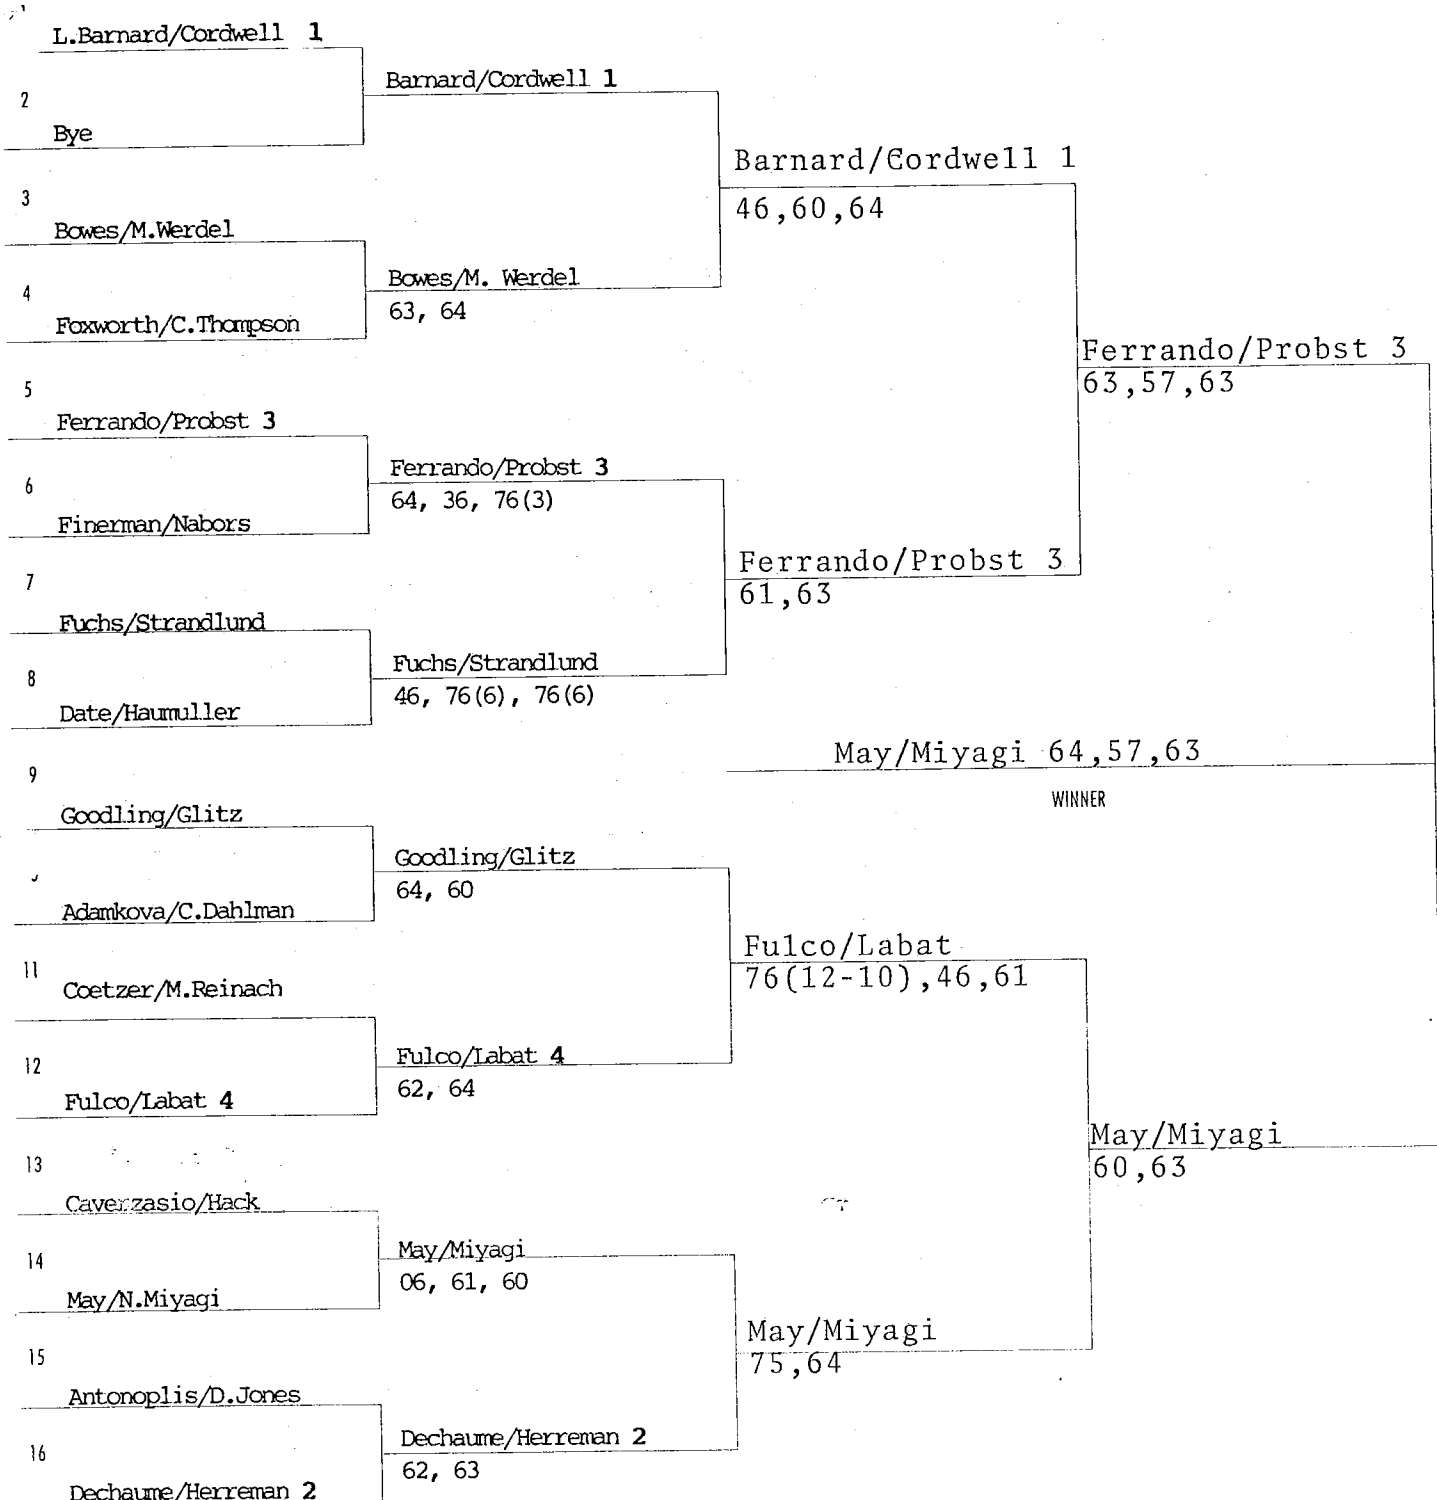 L.Barnard/Cordwell 1
Barnard/Cordwell 1
2
Bye
Barnard/Cordwell 1
46,60,64
3
Bowes/M.Werdel
Bowes/M. Werdel
63, 64
4
Foxworth/C.Thompson
Ferrando/Probst 3
63,57,63
5
Ferrando/Probst 3
Ferrando/Probst 3
64, 36, 76(3)
6
Finerman/Nabors
Ferrando/Probst 3
61,63
7
Fuchs/Strandlund
Fuchs/Strandlund
46, 76(6), 76(6)
8
Date/Haumuller
May/Miyagi 64,57,63
WINNER
9
Goodling/Glitz
Goodling/Glitz
64, 60
Adamkova/C.Dahlman
Fulco/Labat
76(12-10),46,61
11
Coetzer/M.Reinach
Fulco/Labat 4
62, 64
12
Fulco/Labat 4
May/Miyagi
60,63
13
Caverzasio/Hack
May/Miyagi
06, 61, 60
14
May/N.Miyagi
May/Miyagi
75,64
15
Antonoplis/D.Jones
Dechaume/Herreman 2
62, 63
16
Dechaume/Herreman 2